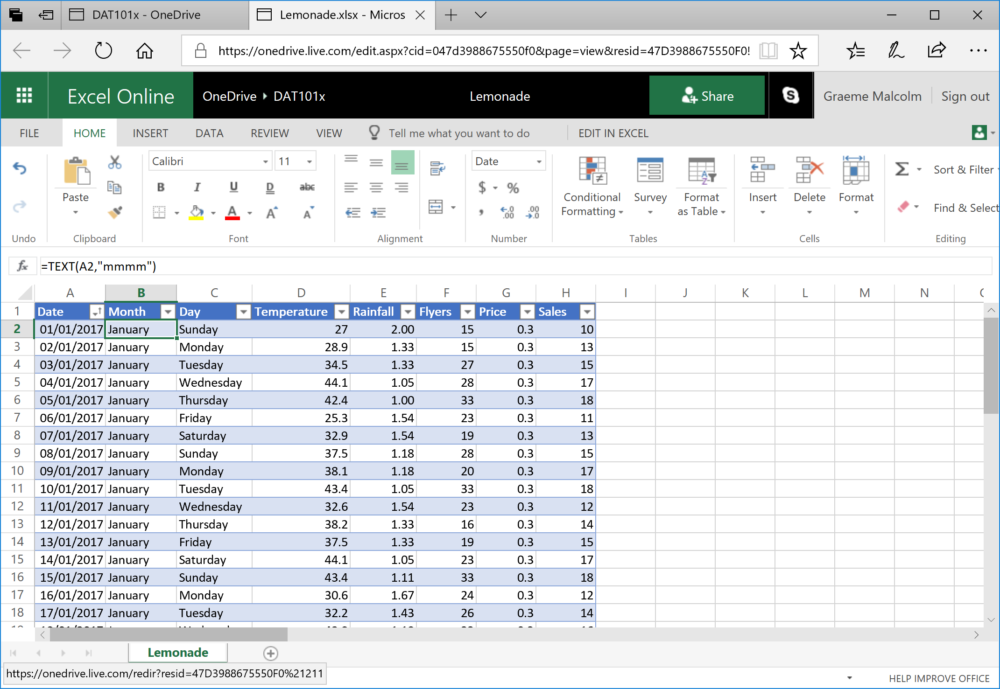 DAT101x - OneDrive
Lemonade.xlsx - Micros
https://onedrive.live.com/edit.aspx?cid=047d3988675550f0&page=view&resid=47D3988675550F0!
Excel Online
OneDrive ▸ DAT101x
Lemonade
Share
Graeme Malcolm
Sign out
FILE HOME INSERT DATA REVIEW VIEW Tell me what you want to do EDIT IN EXCEL
Calibri 11 Date
Paste
B I U D abc
$ %
Conditional Formatting
Survey
Format as Table
Insert Delete Format
Σ Sort & Filter
Find & Select
Undo Clipboard Font Alignment Number Tables Cells Editing
fx =TEXT(A2,"mmmm")
A B C D E F G H I J K L M N
1 Date Month Day Temperature Rainfall Flyers Price Sales
2 01/01/2017 January Sunday 27 2.00 15 0.3 10
3 02/01/2017 January Monday 28.9 1.33 15 0.3 13
4 03/01/2017 January Tuesday 34.5 1.33 27 0.3 15
5 04/01/2017 January Wednesday 44.1 1.05 28 0.3 17
6 05/01/2017 January Thursday 42.4 1.00 33 0.3 18
7 06/01/2017 January Friday 25.3 1.54 23 0.3 11
8 07/01/2017 January Saturday 32.9 1.54 19 0.3 13
9 08/01/2017 January Sunday 37.5 1.18 28 0.3 15
10 09/01/2017 January Monday 38.1 1.18 20 0.3 17
11 10/01/2017 January Tuesday 43.4 1.05 33 0.3 18
12 11/01/2017 January Wednesday 32.6 1.54 23 0.3 12
13 12/01/2017 January Thursday 38.2 1.33 16 0.3 14
14 13/01/2017 January Friday 37.5 1.33 19 0.3 15
15 14/01/2017 January Saturday 44.1 1.05 23 0.3 17
16 15/01/2017 January Sunday 43.4 1.11 33 0.3 18
17 16/01/2017 January Monday 30.6 1.67 24 0.3 12
18 17/01/2017 January Tuesday 32.2 1.43 26 0.3 14
Lemonade
https://onedrive.live.com/redir?resid=47D3988675550F0%21211
HELP IMPROVE OFFICE